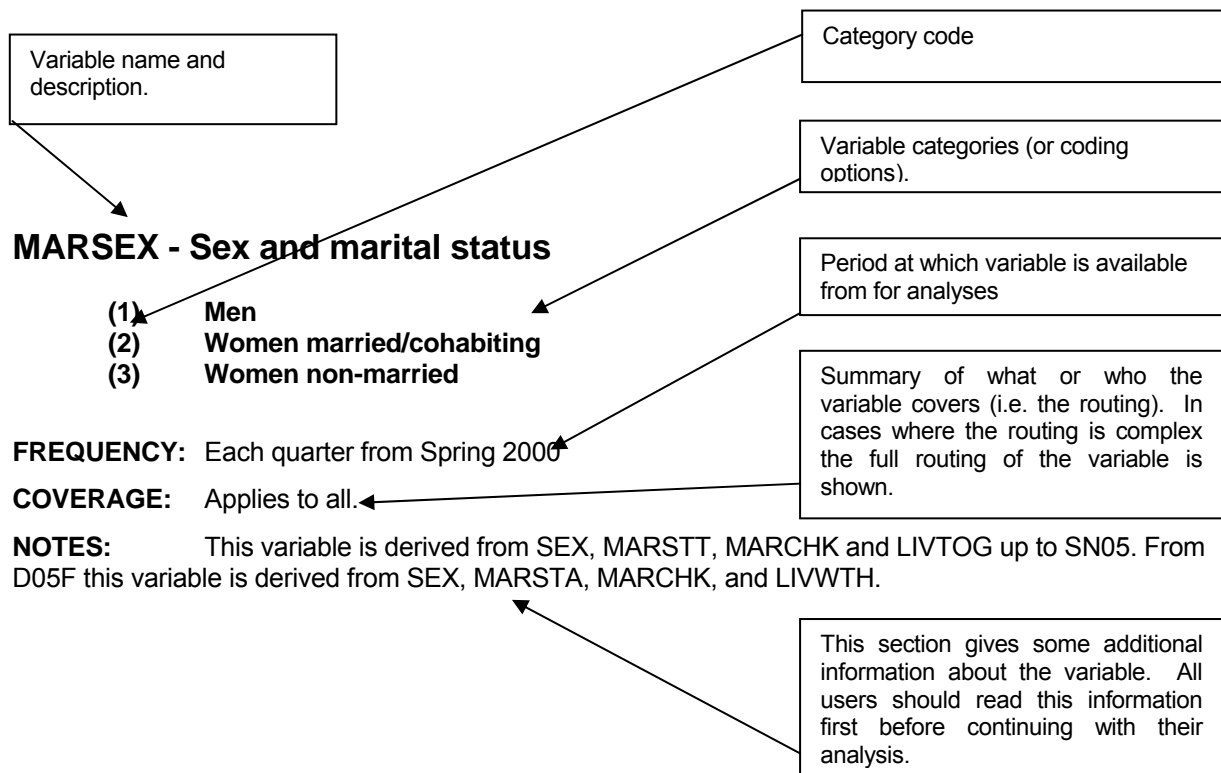 Category code
Variable name and
description.
Variable categories (or coding
options).
MARSEX - Sex and marital status
Period at which variable is available
from for analyses
(1) Men
(2) Women married/cohabiting
(3) Women non-married
Summary of what or who the
variable covers (i.e. the routing). In
cases where the routing is complex
the full routing of the variable is
shown.
FREQUENCY: Each quarter from Spring 2000
COVERAGE: Applies to all.
NOTES: This variable is derived from SEX, MARSTT, MARCHK and LIVTOG up to SN05. From
D05F this variable is derived from SEX, MARSTA, MARCHK, and LIVWTH.
This section gives some additional
information about the variable. All
users should read this information
first before continuing with their
analysis.